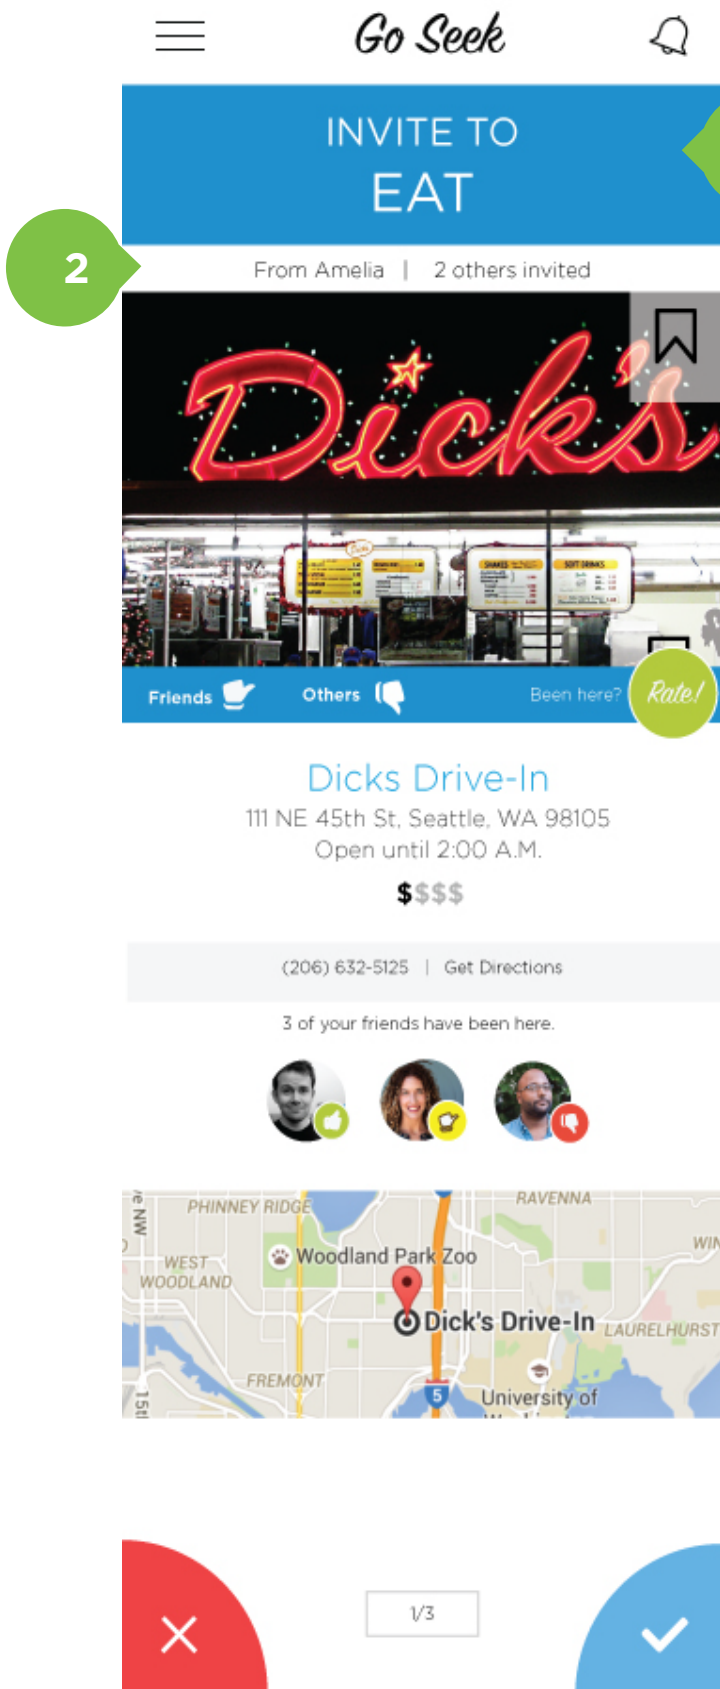 Go Seek
INVITE TO
EAT
2
From Amelia | 2 others invited
Dick's
SHAKES
SOFT DRINKS
Friends
Others
Been here?
Rate!
Dicks Drive-In
111 NE 45th St, Seattle, WA 98105
Open until 2:00 A.M.
$$$$
(206) 632-5125 | Get Directions
3 of your friends have been here.
PHINNEY RIDGE
RAVENNA
WEST
WOODLAND
Woodland Park Zoo
Dick's Drive-In
LAURELHURST
FREMONT
5
University of
1/3